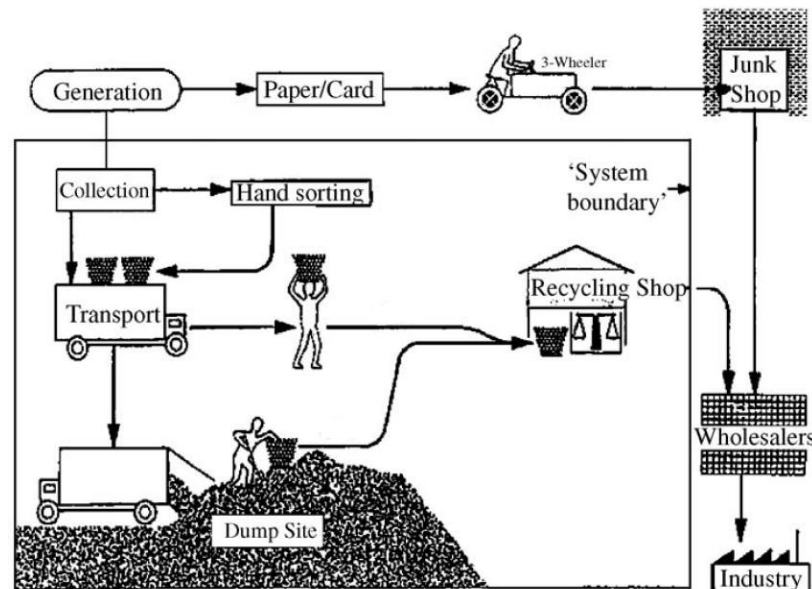 3-Wheeler
Generation
Paper/Card
Junk
Shop
Collection
Hand sorting
'System
boundary'
Recycling Shop
Transport
Wholesalers
Dump Site
Industry